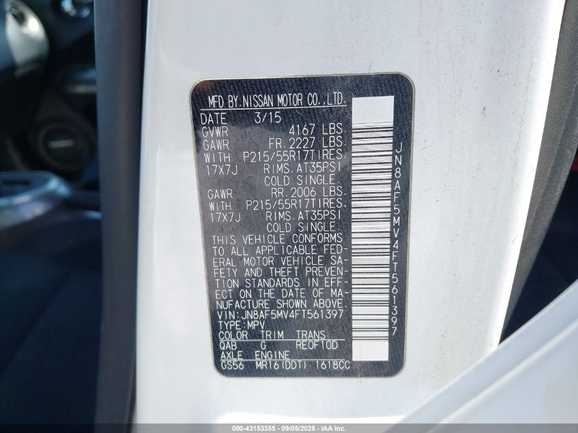 MFD BY.NISSAN MOTOR CO.,LTD.
DATE 3/15
GVWR 4167 LBS.
GAWR FR. 2227 LBS.
WITH P215/55R17TIRES.
17X7J RIMS.AT35PSI
COLD SINGLE.
GAWR RR.2006 LBS.
WITH P215/55R17TIRES.
17X7J RIMS.AT35PSI
COLD SINGLE.
THIS VEHICLE CONFORMS
TO ALL APPLICABLE FED-
ERAL MOTOR VEHICLE SA-
FETY AND THEFT PREVEN-
TION STANDARDS IN EFFECT
ON THE DATE OF MA-
NUFACTURE SHOWN ABOVE.
VIN:JN8AF5MV4FT561397
TYPE:MPV
COLOR TRIM TRANS
QAB G RE0F10D
AXLE ENGINE
GS56 MR16(DDT) 1618CC
JN8AF5MV4FT561397
000-43153355 - 09/05/2025 - IAA Inc.